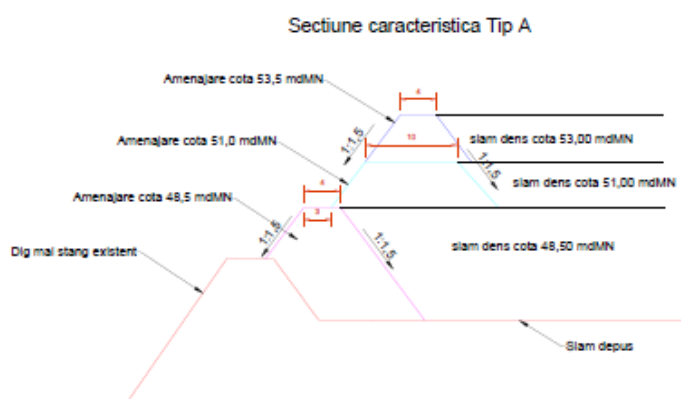 Sectiune caracteristica Tip A
Amenajare cota 53,5 mdMN
4
slam dens cota 53,00 mdMN
1:1,5
10
1:1,5
Amenajare cota 51,0 mdMN
slam dens cota 51,00 mdMN
Amenajare cota 48,5 mdMN
4
3
1:1,5
1:1,5
slam dens cota 48,50 mdMN
Dig mal stang existent
Slam depus